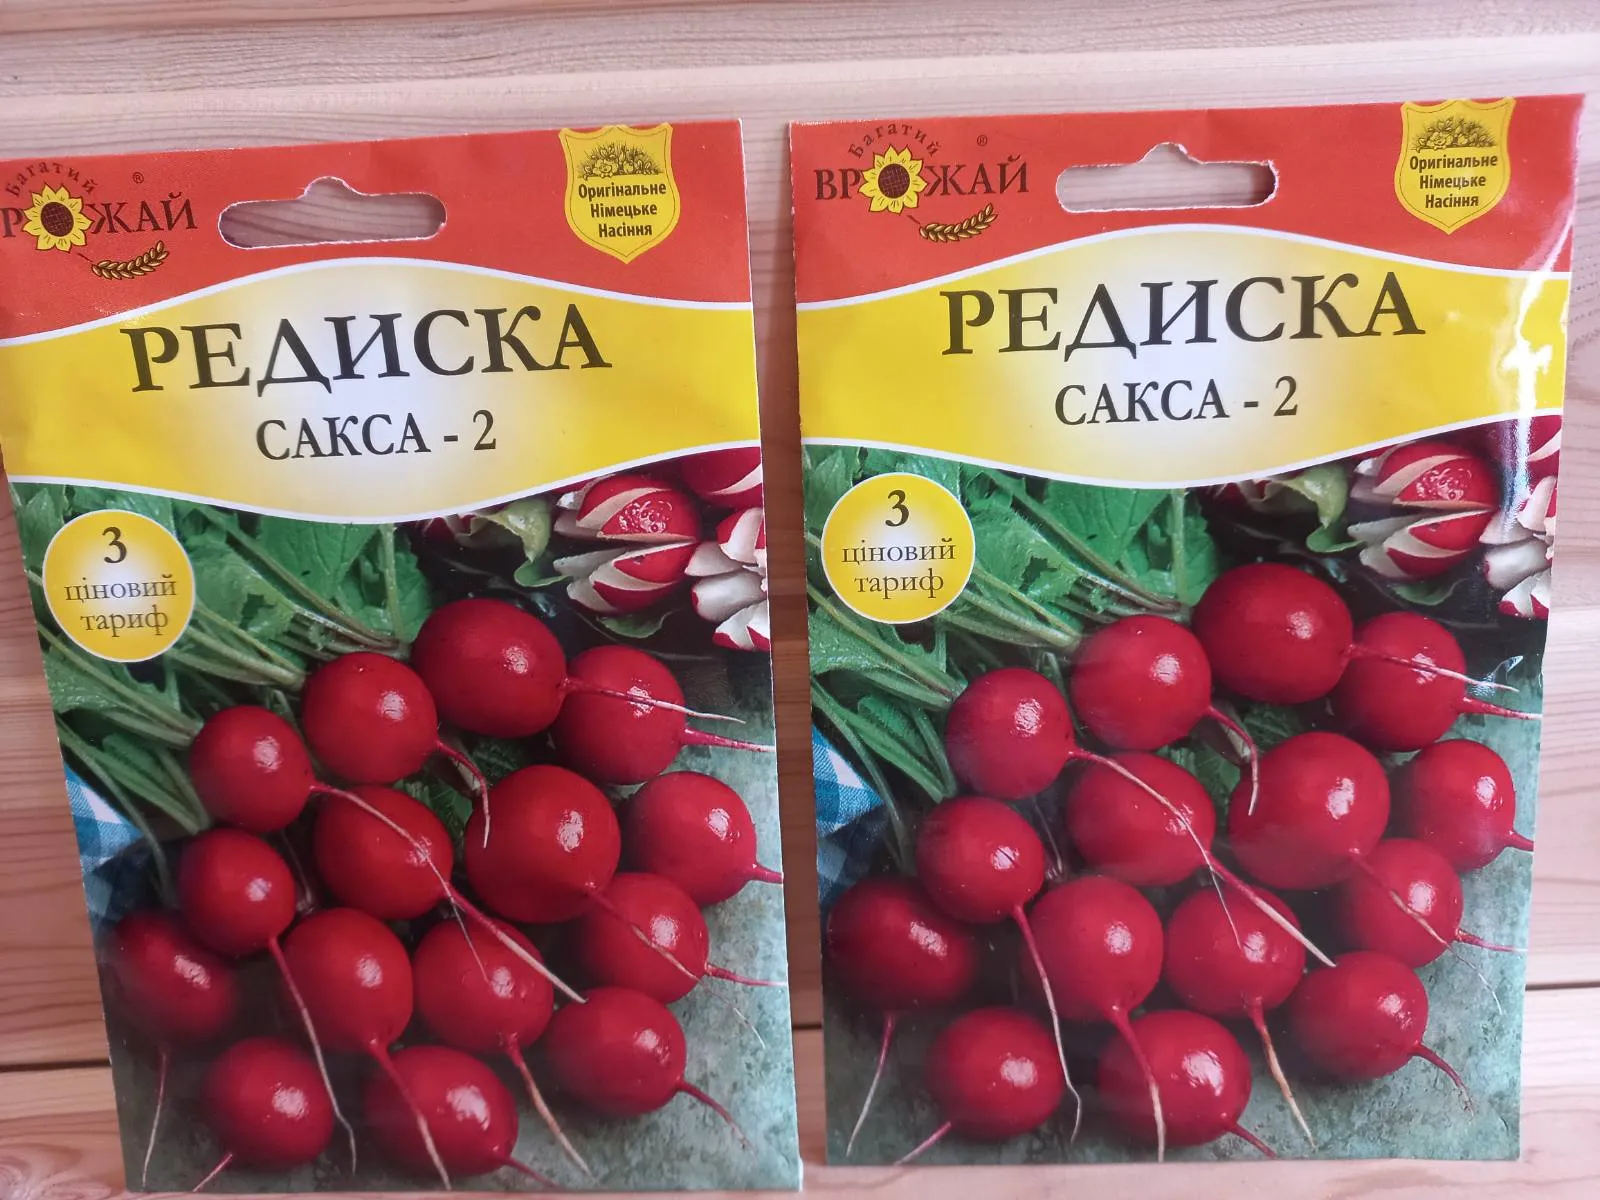 Багатий
ВРОЖАЙ ®
Оригінальне
Німецьке
Насіння
РЕДИСКА
САКСА - 2
3
ціновий
тариф
Багатий
ВРОЖАЙ ®
Оригінальне
Німецьке
Насіння
РЕДИСКА
САКСА - 2
3
ціновий
тариф